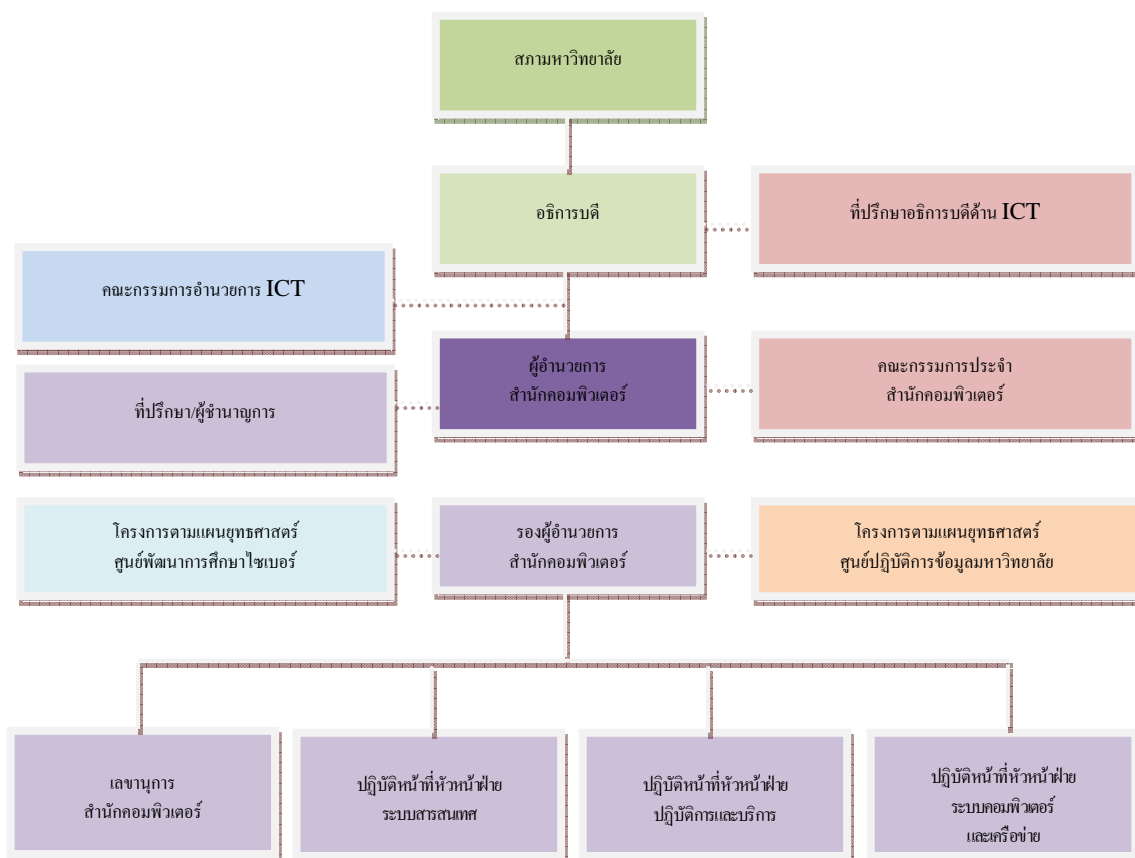 สภามหาวิทยาลัย
อธิการบดี
ที่ปรึกษาอธิการบดีด้าน ICT
คณะกรรมการอำนวยการ ICT
ผู้อำนวยการ
สำนักคอมพิวเตอร์
คณะกรรมการประจำ
สำนักคอมพิวเตอร์
ที่ปรึกษา/ผู้ชำนาญการ
โครงการตามแผนยุทธศาสตร์
ศูนย์พัฒนาการศึกษาไซเบอร์
รองผู้อำนวยการ
สำนักคอมพิวเตอร์
โครงการตามแผนยุทธศาสตร์
ศูนย์ปฏิบัติการข้อมูลมหาวิทยาลัย
เลขานุการ
สำนักคอมพิวเตอร์
ปฏิบัติหน้าที่หัวหน้าฝ่าย
ระบบสารสนเทศ
ปฏิบัติหน้าที่หัวหน้าฝ่าย
ปฏิบัติการและบริการ
ปฏิบัติหน้าที่หัวหน้าฝ่าย
ระบบคอมพิวเตอร์
และเครือข่าย